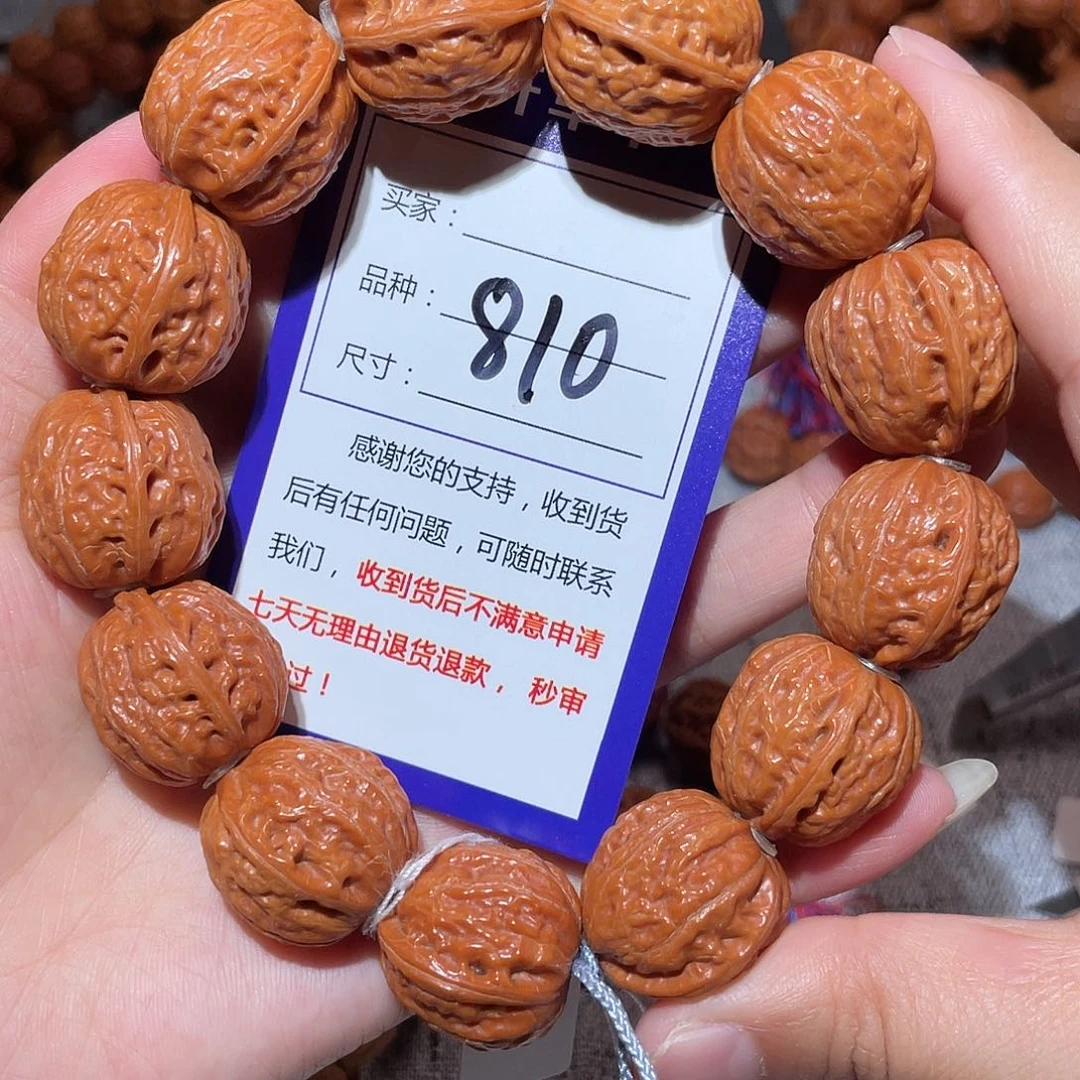 买家：
品种：810
尺寸：
感谢您的支持，收到货
后有任何问题，可随时联系
我们，收到货后不满意申请
七天无理由退货退款，秒审
过！